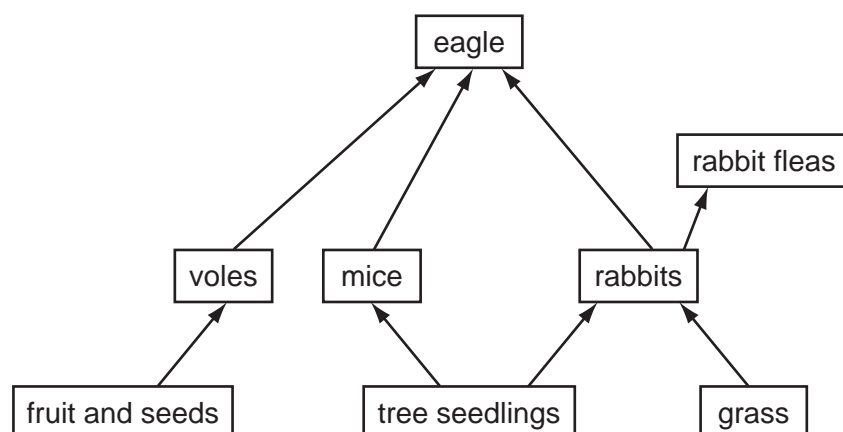 eagle
rabbit fleas
voles
mice
rabbits
fruit and seeds
tree seedlings
grass